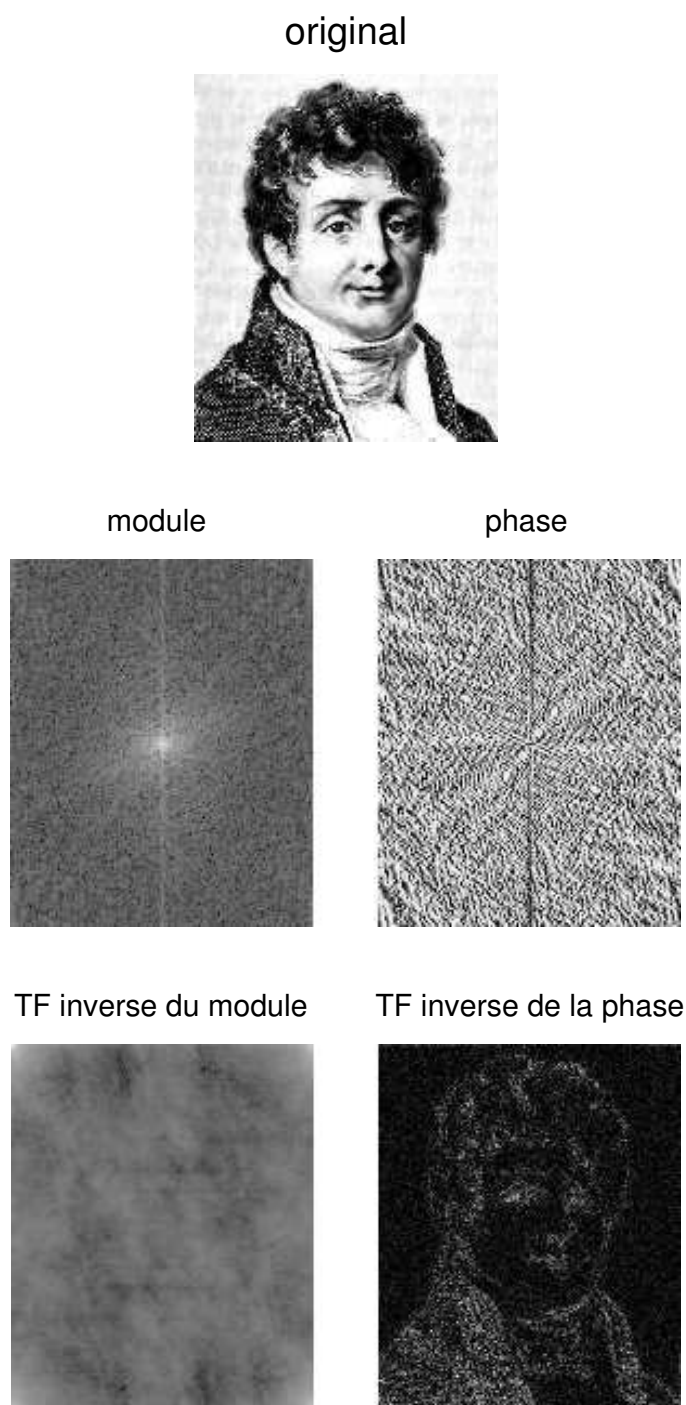 original
module
phase
TF inverse du module
TF inverse de la phase